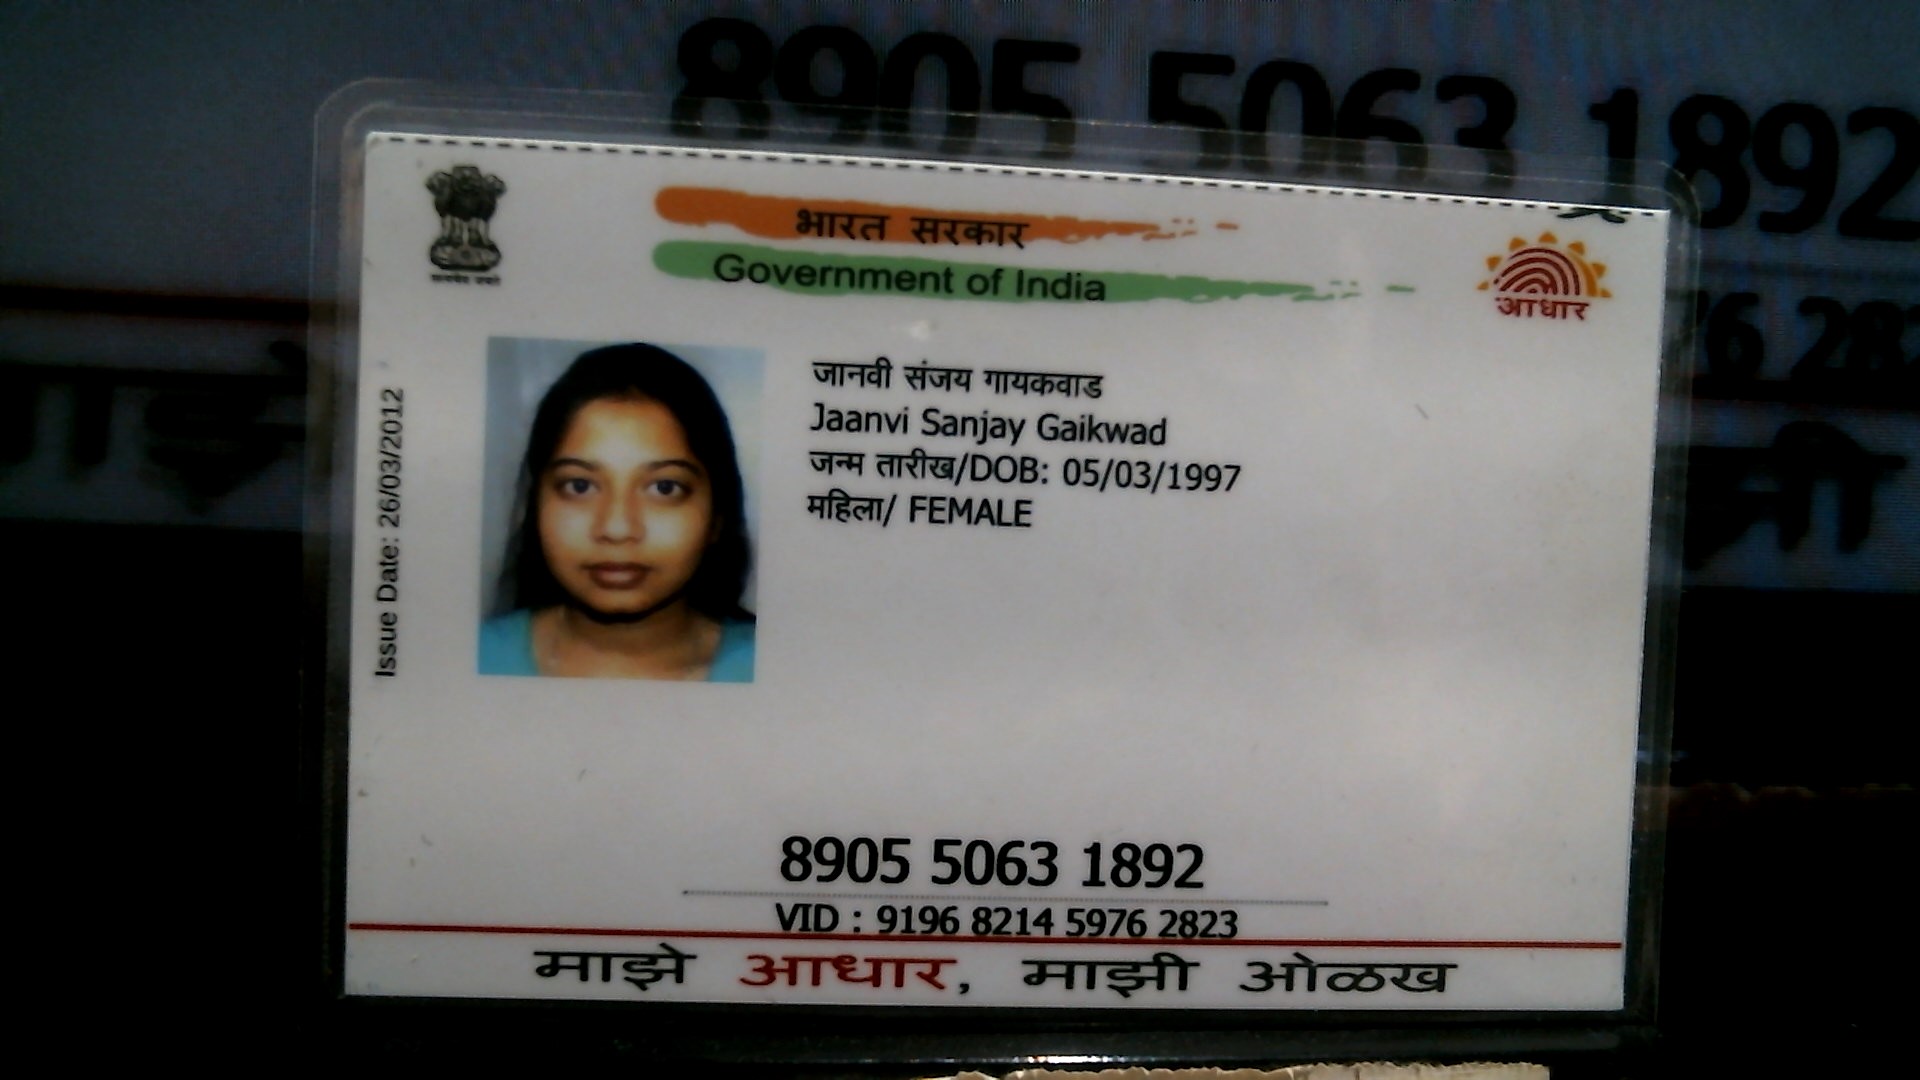 8905 5063 1892
भारत सरकार
Government of India
आधार
Issue Date: 26/03/2012
जानवी संजय गायकवाड
Jaanvi Sanjay Gaikwad
जन्म तारीख/DOB: 05/03/1997
महिला/ FEMALE
8905 5063 1892
VID : 9196 8214 5976 2823
माझे आधार, माझी ओळख